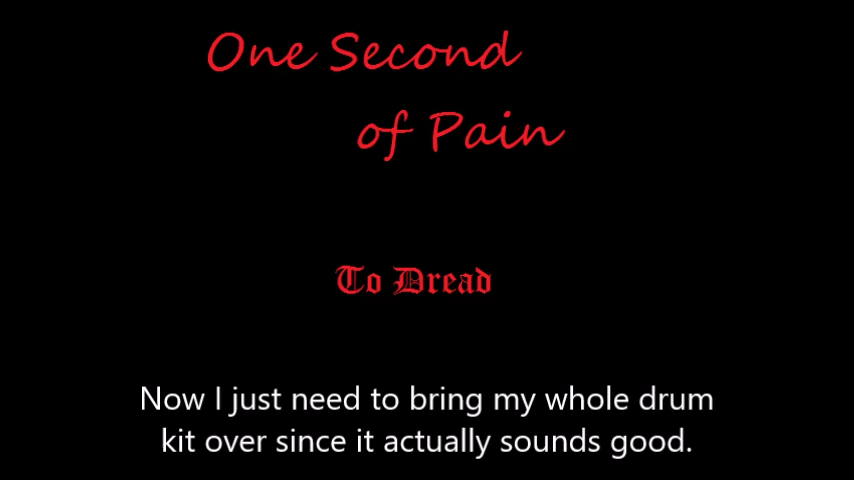 One Second
of Pain
To Dread
Now I just need to bring my whole drum
kit over since it actually sounds good.